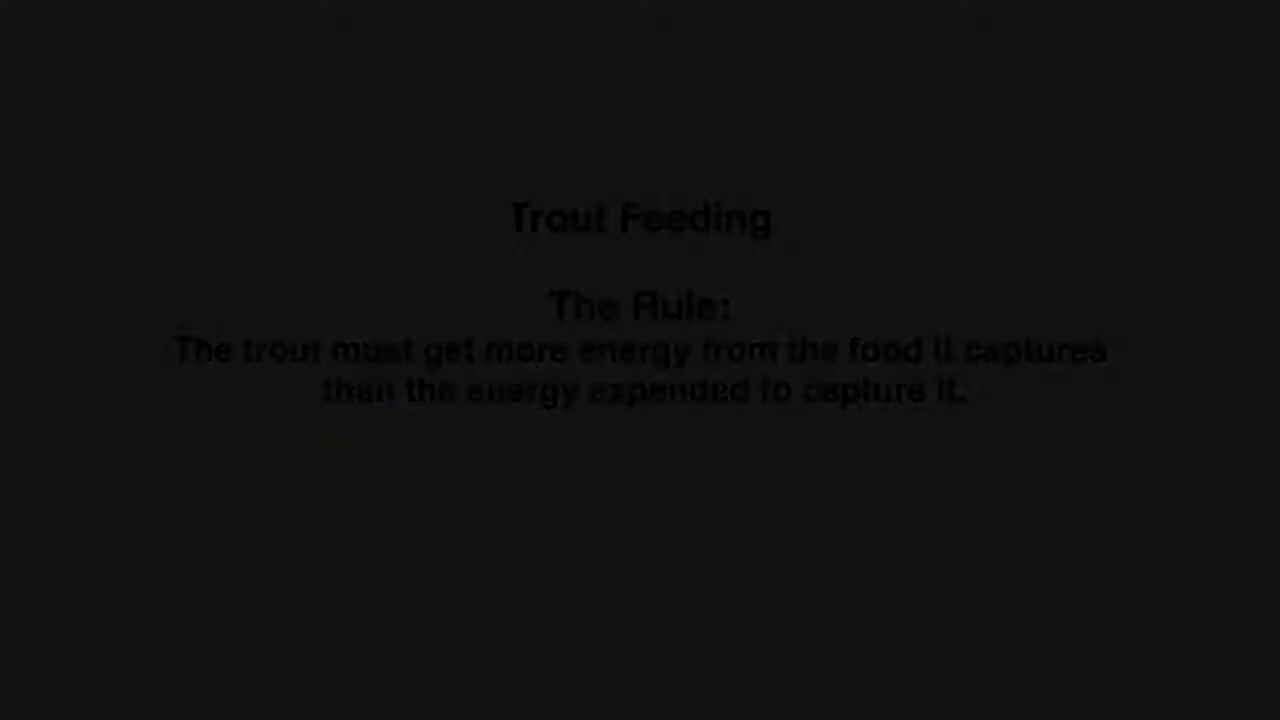 Trout Feeding
The Rule:
The trout must get more energy from the food it captures
than the energy expended to capture it.